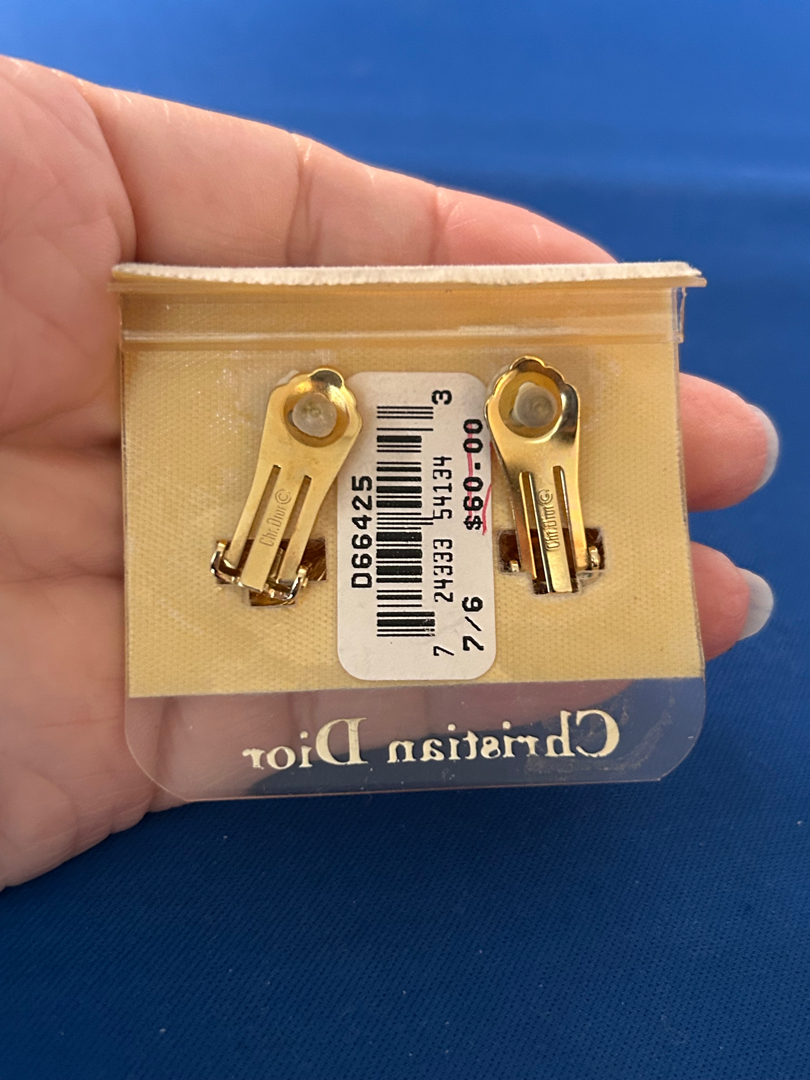 D66425
7 24333 54134 3
7/6 $60.00
Chr.Dior©
Chr.Dior©
Christian Dior